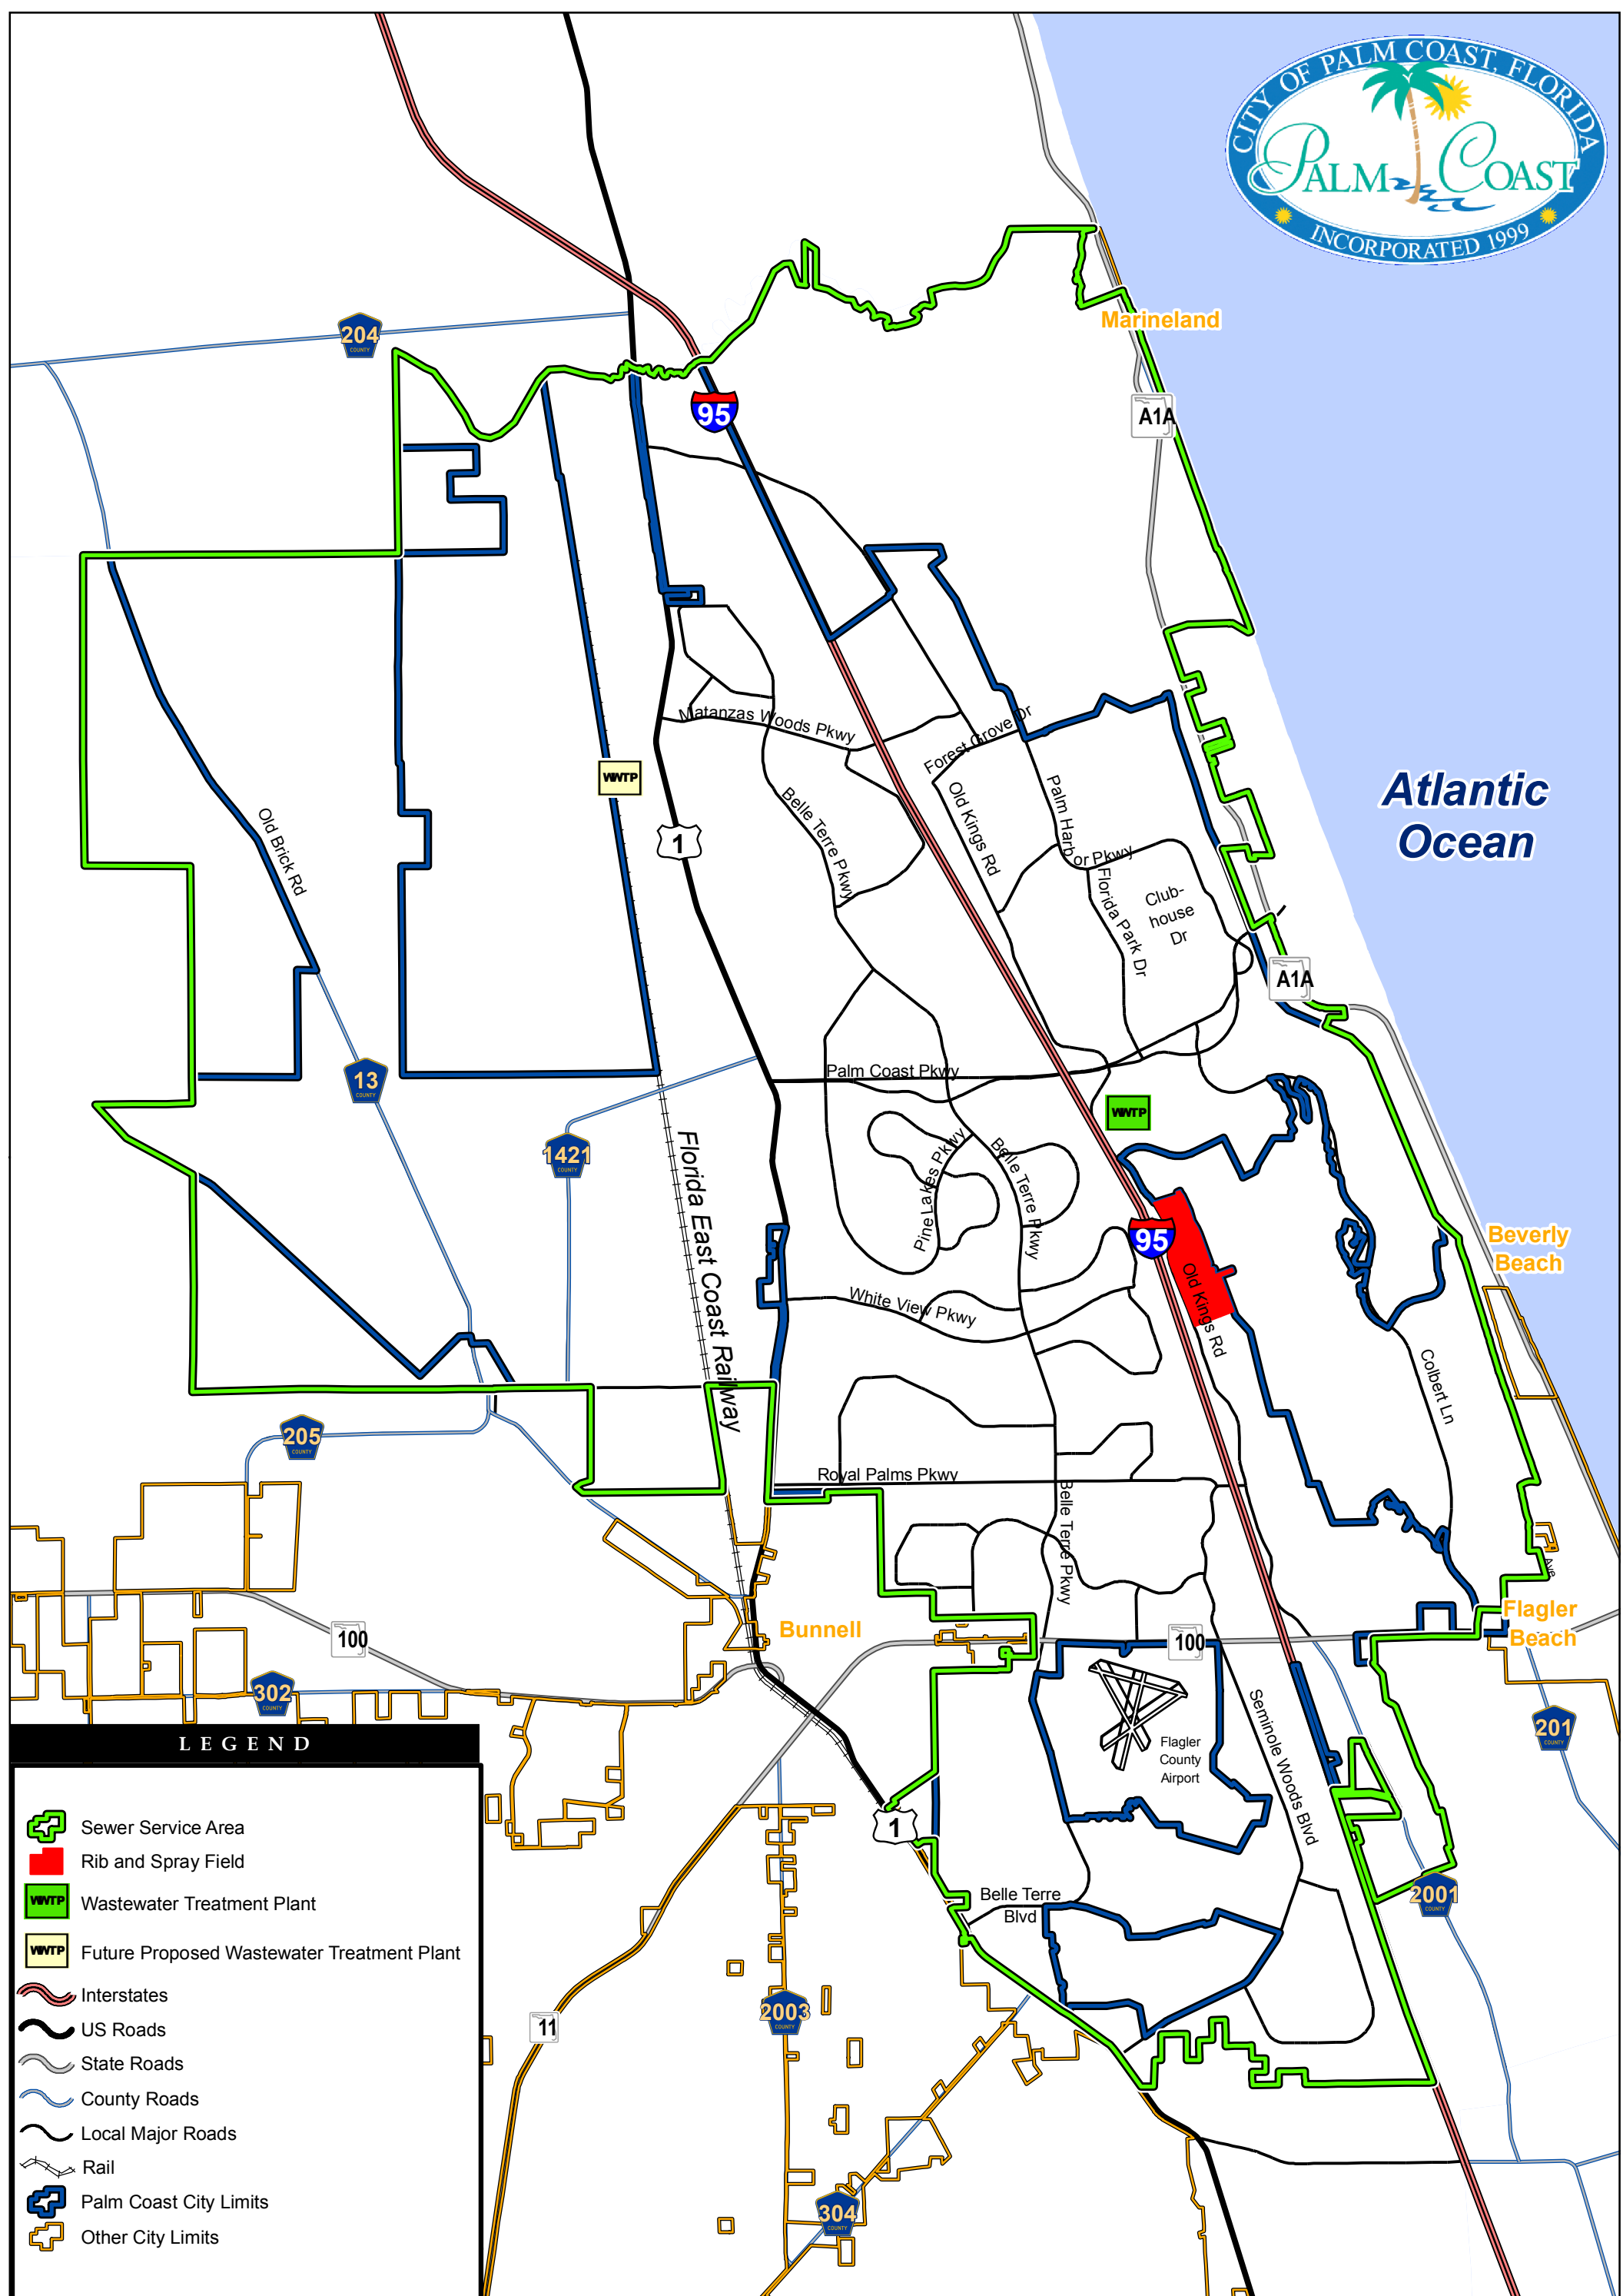 CITY OF PALM COAST, FLORIDA
PALM COAST
INCORPORATED 1999
Marineland
204
COUNTY
95
A1A
Matanzas Woods Pkwy
Forest Grove Dr
WWTP
Old Brick Rd
1
Belle Terre Pkwy
Old Kings Rd
Palm Harbor Pkwy
Florida Park Dr
Club-
house
Dr
Atlantic
Ocean
A1A
13
COUNTY
Palm Coast Pkwy
WWTP
1421
COUNTY
Florida East Coast Railway
Pine Lakes Pkwy
Belle Terre Pkwy
95
Old Kings Rd
Beverly
Beach
White View Pkwy
Colbert Ln
205
COUNTY
Royal Palms Pkwy
Belle Terre Pkwy
Ave
Flagler
Beach
Bunnell
100
100
302
COUNTY
201
COUNTY
Flagler
County
Airport
Seminole Woods Blvd
1
2001
COUNTY
Belle Terre
Blvd
2003
COUNTY
11
304
COUNTY
LEGEND
Sewer Service Area
Rib and Spray Field
WWTP Wastewater Treatment Plant
WWTP Future Proposed Wastewater Treatment Plant
Interstates
US Roads
State Roads
County Roads
Local Major Roads
Rail
Palm Coast City Limits
Other City Limits